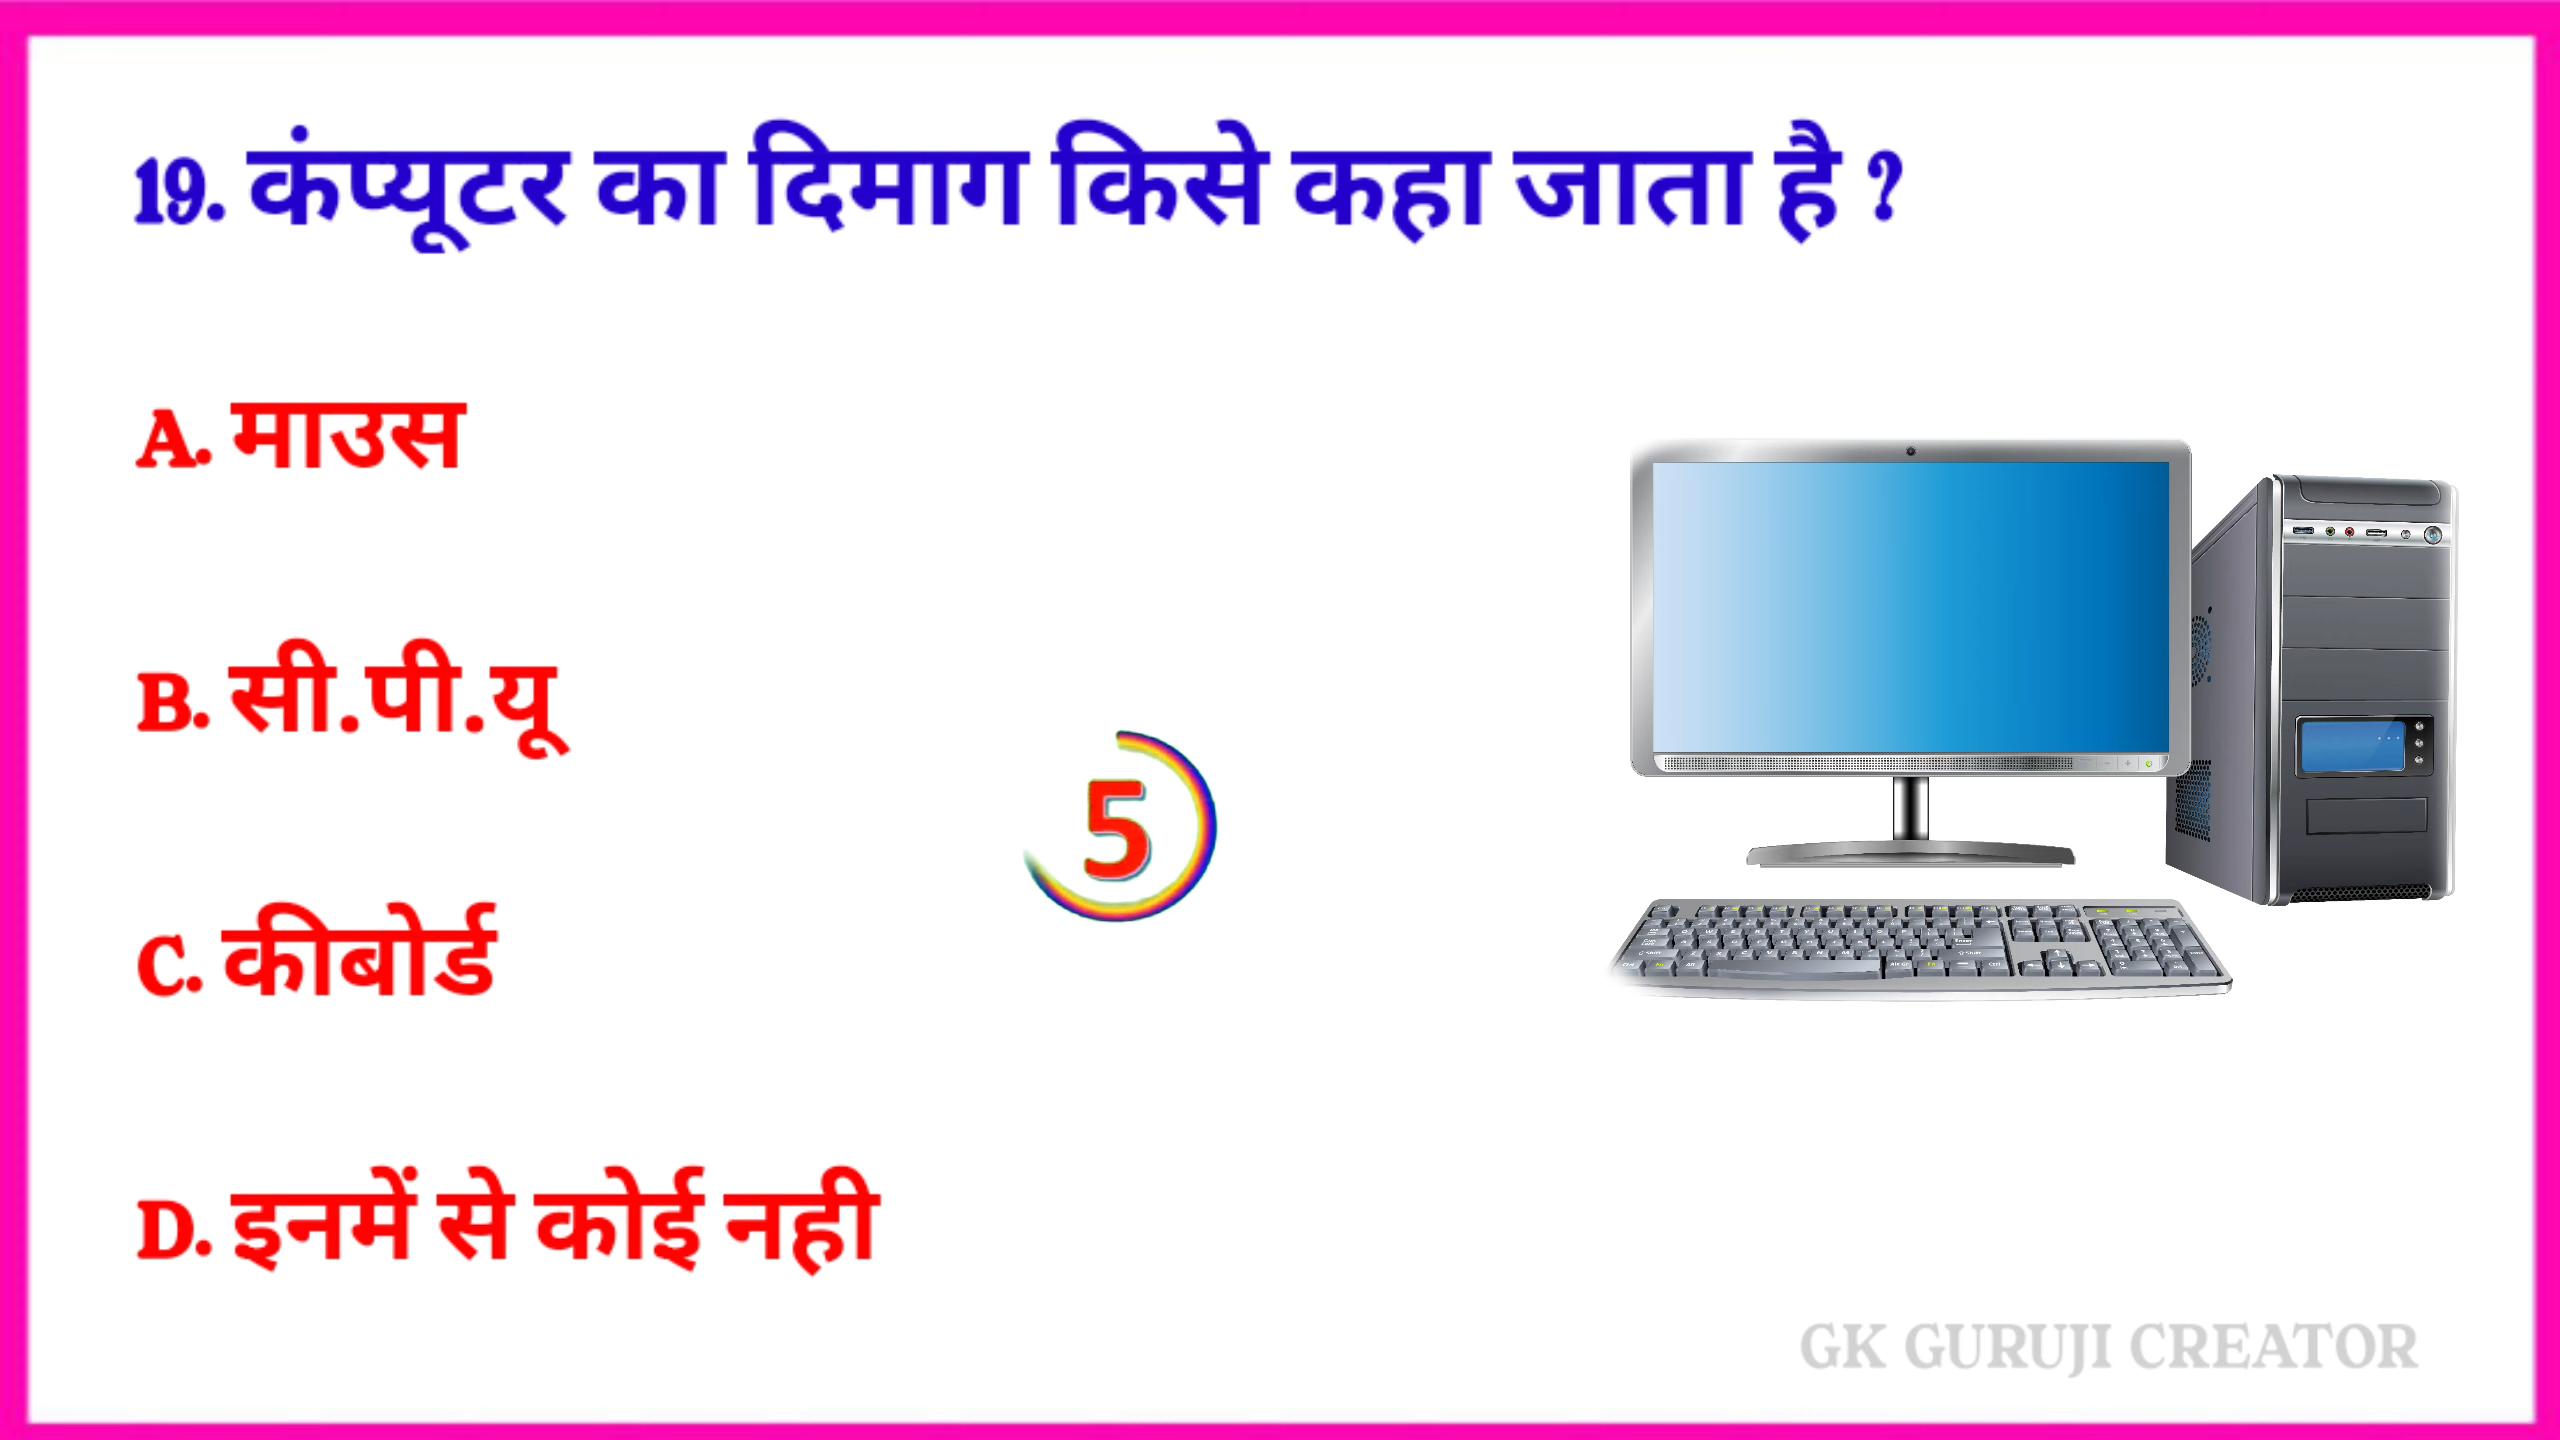 19. कंप्यूटर का दिमाग किसे कहा जाता है ?
A. माउस
B. सी.पी.यू
5
C. कीबोर्ड
D. इनमें से कोई नही
GK GURUJI CREATOR